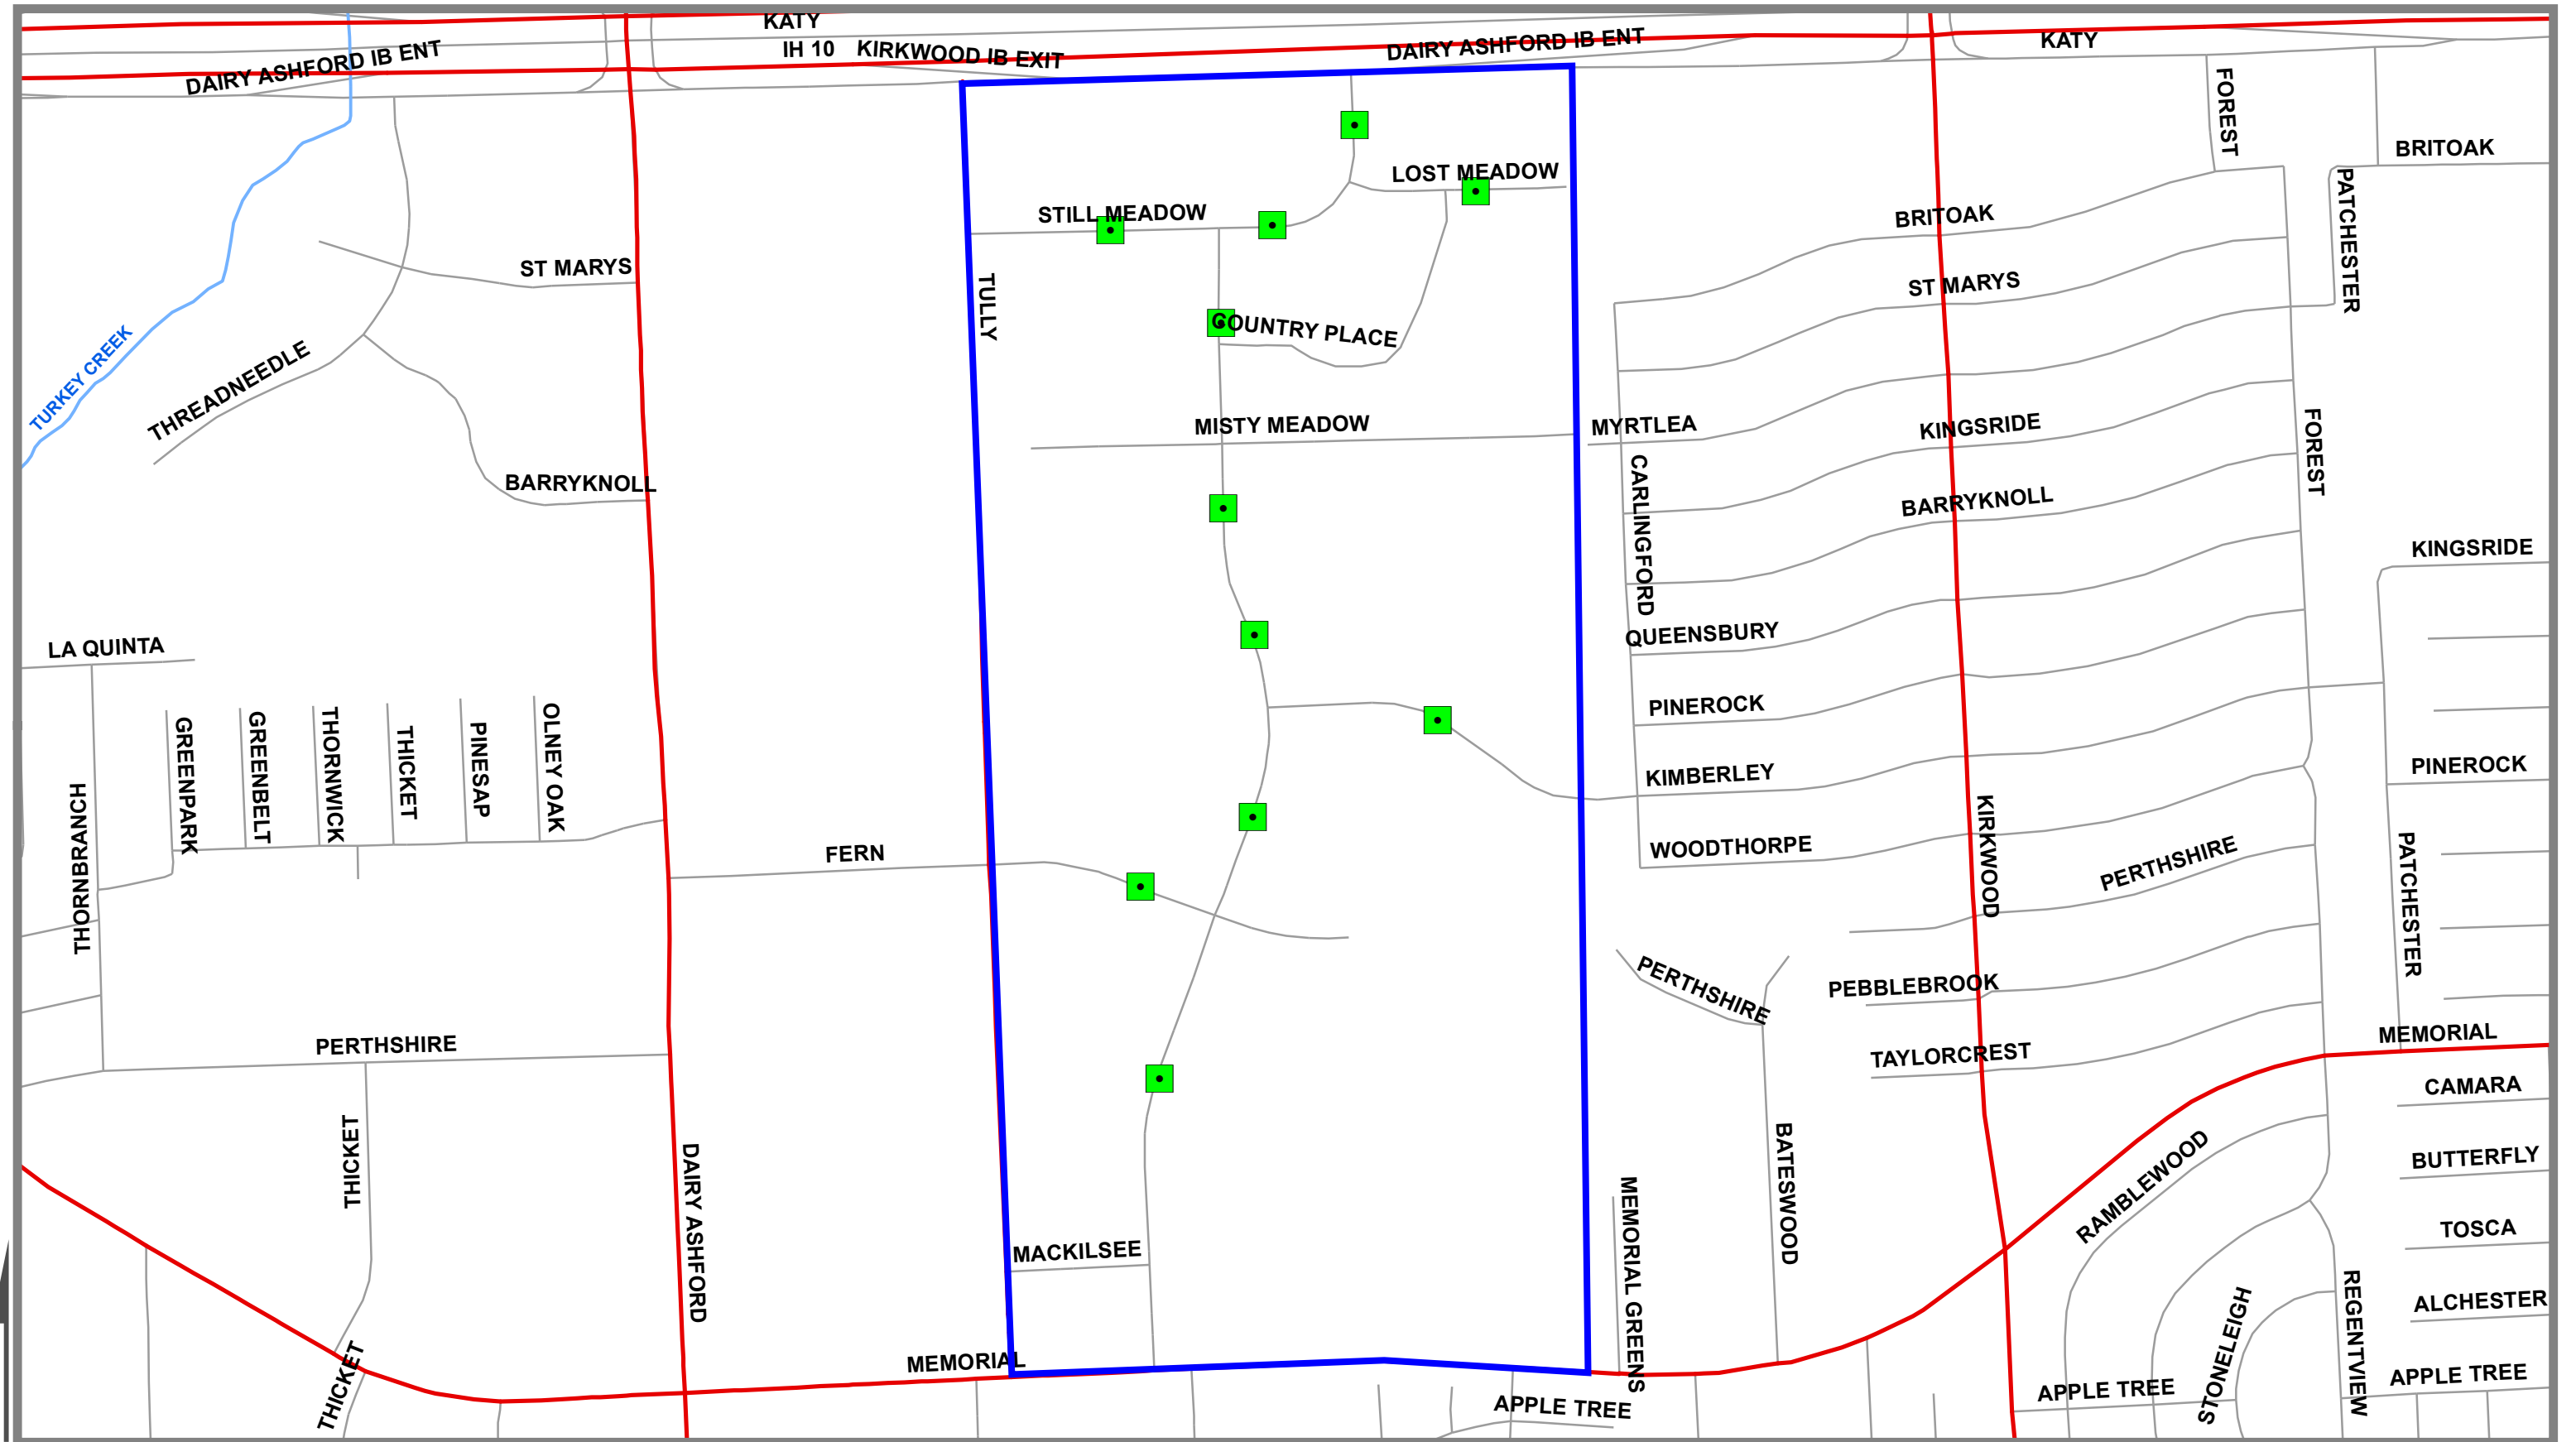 KATY
IH 10
KIRKWOOD IB EXIT
DAIRY ASHFORD IB ENT
KATY
DAIRY ASHFORD IB ENT
FOREST
BRITOAK
LOST MEADOW
STILL MEADOW
BRITOAK
PATCHESTER
ST MARYS
TULLY
ST MARYS
TURKEY CREEK
THREADNEEDLE
COUNTRY PLACE
MISTY MEADOW
MYRTLEA
KINGSRIDE
FOREST
BARRYKNOLL
CARLINGFORD
BARRYKNOLL
KINGSRIDE
LA QUINTA
QUEENSBURY
GREENPARK
GREENBELT
THORNWICK
THICKET
PINESAP
OLNEY OAK
PINEROCK
KIMBERLEY
PINEROCK
THORNBRANCH
FERN
WOODTHORPE
KIRKWOOD
PERTHSHIRE
PATCHESTER
PERTHSHIRE
PEBBLEBROOK
PERTHSHIRE
TAYLORCREST
MEMORIAL
CAMARA
THICKET
DAIRY ASHFORD
BATESWOOD
RAMBLEWOOD
BUTTERFLY
MACKILSEE
MEMORIAL GREENS
TOSCA
STONELEIGH
REGENTVIEW
ALCHESTER
THICKET
MEMORIAL
APPLE TREE
APPLE TREE
APPLE TREE